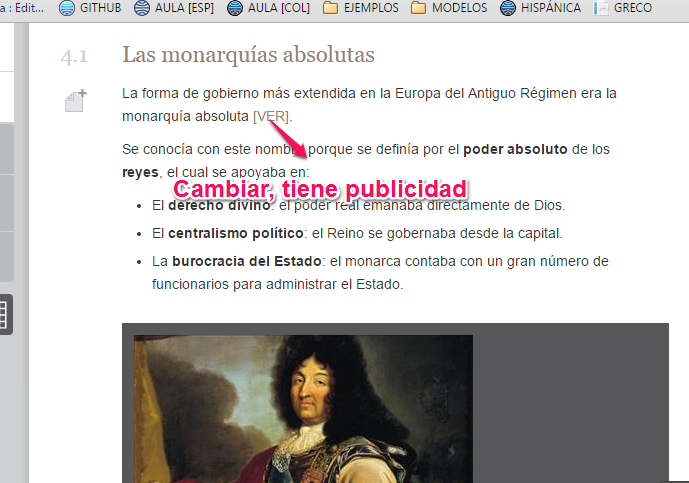 a : Edit... GITHUB AULA [ESP] AULA [COL] EJEMPLOS MODELOS HISPÁNICA GRECO
4.1 Las monarquías absolutas
La forma de gobierno más extendida en la Europa del Antiguo Régimen era la
monarquía absoluta [VER].
Se conocía con este nombre porque se definía por el poder absoluto de los
reyes, el cual se apoyaba en:
Cambiar, tiene publicidad
El derecho divino: el poder real emanaba directamente de Dios.
El centralismo político: el Reino se gobernaba desde la capital.
La burocracia del Estado: el monarca contaba con un gran número de
funcionarios para administrar el Estado.